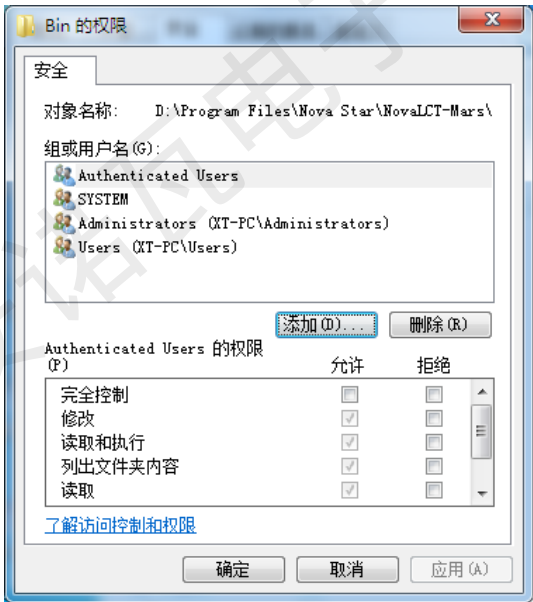 Bin 的权限
安全
对象名称: D:\Program Files\Nova Star\NovaLCT-Mars\
组或用户名(G):
Authenticated Users
SYSTEM
Administrators (XT-PC\Administrators)
Users (XT-PC\Users)
添加(D)... 删除(R)
Authenticated Users 的权限
(P) 允许 拒绝
完全控制
修改
读取和执行
列出文件夹内容
读取
了解访问控制和权限
确定 取消 应用(A)
诺瓦电子